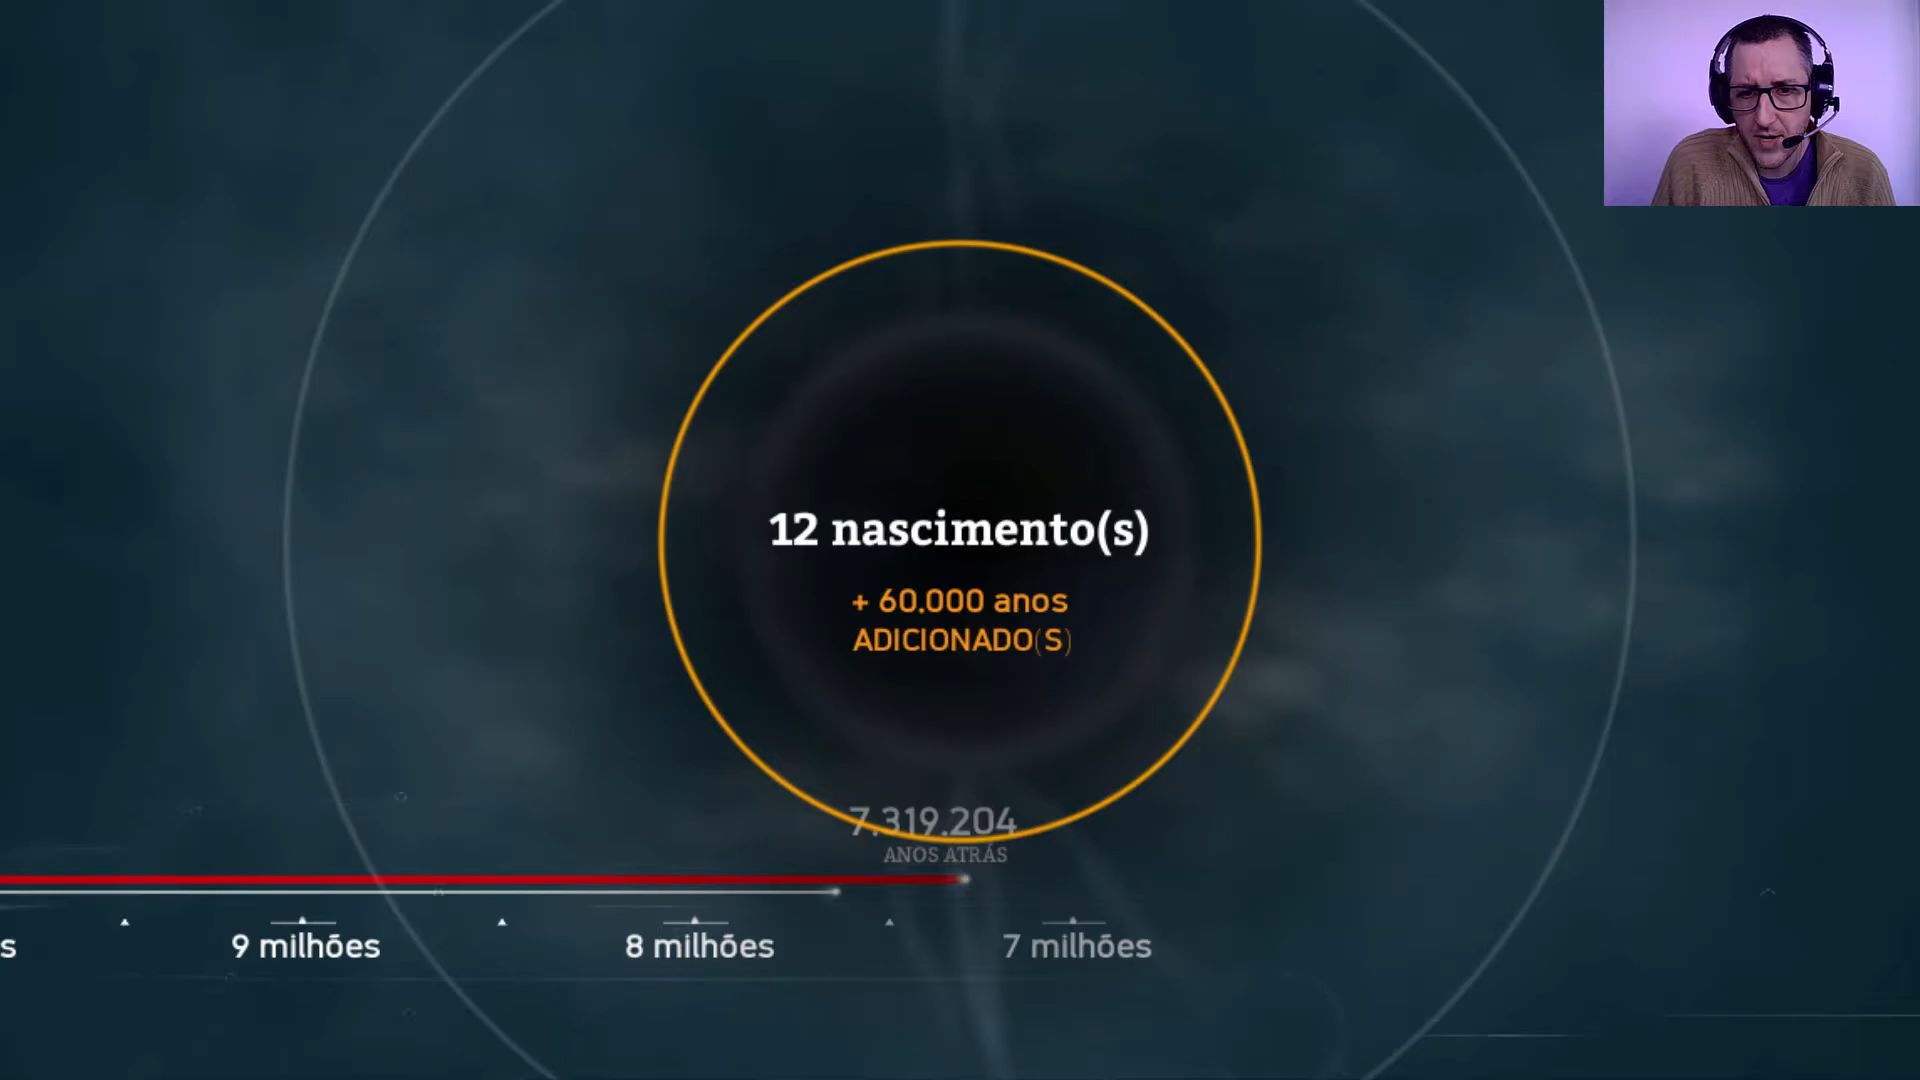 12 nascimento(s)
+ 60.000 anos
ADICIONADO(S)
7.319.204
ANOS ATRÁS
s
9 milhões
8 milhões
7 milhões